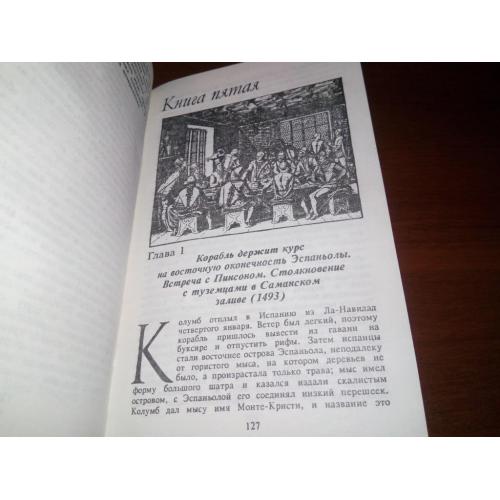 Книга пятая
Глава 1
Корабль держит курс
на восточную оконечность Эспаньолы.
Встреча с Пинсоном. Столкновение
с туземцами в Саманском
заливе (1493)
Колумб отплыл в Испанию из Ла-Навидад
четвертого января. Ветер был легкий, поэтому
корабль пришлось вывести из гавани на
буксире и отпустить рифы. Затем испанцы
стали восточнее острова Эспаньола, неподалеку
от гористого мыса, на котором деревьев не
было, а произрастала только трава; мыс имел
форму большого шатра и казался издали скалистым
островом, с Эспаньолой его соединял низкий перешеек.
Колумб дал мысу имя Монте-Кристи, и название это
127